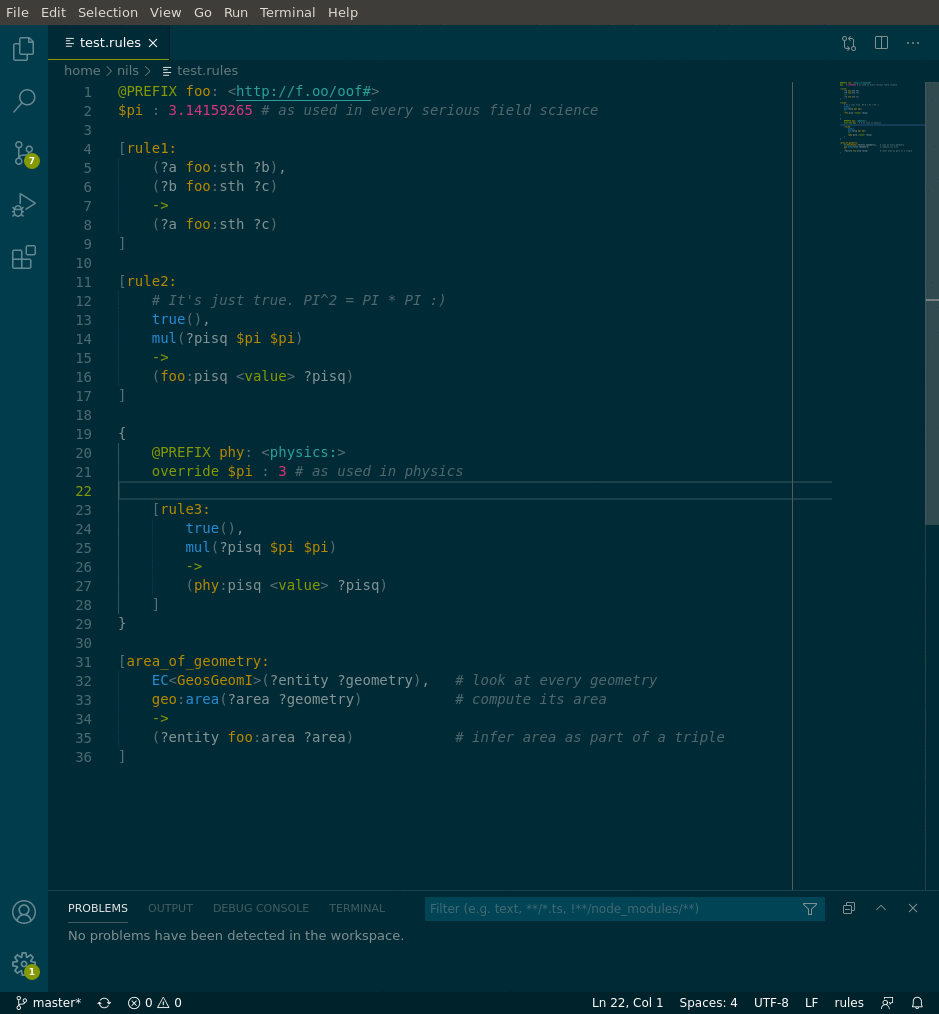 File Edit Selection View Go Run Terminal Help
test.rules
home > nils > test.rules
1 @PREFIX foo: <http://f.oo/oof#>
2 $pi : 3.14159265 # as used in every serious field science
3
4 [rule1:
5     (?a foo:sth ?b),
6     (?b foo:sth ?c)
7     ->
8     (?a foo:sth ?c)
9 ]
10
11 [rule2:
12     # It's just true. PI^2 = PI * PI :)
13     true(),
14     mul(?pisq $pi $pi)
15     ->
16     (foo:pisq <value> ?pisq)
17 ]
18
19 {
20     @PREFIX phy: <physics:>
21     override $pi : 3 # as used in physics
22
23     [rule3:
24         true(),
25         mul(?pisq $pi $pi)
26         ->
27         (phy:pisq <value> ?pisq)
28     ]
29 }
30
31 [area_of_geometry:
32     EC<GeosGeomI>(?entity ?geometry),   # look at every geometry
33     geo:area(?area ?geometry)           # compute its area
34     ->
35     (?entity foo:area ?area)            # infer area as part of a triple
36 ]
7
1
PROBLEMS OUTPUT DEBUG CONSOLE TERMINAL Filter (e.g. text, **/*.ts, !**/node_modules/**)
No problems have been detected in the workspace.
master* 0 0 Ln 22, Col 1 Spaces: 4 UTF-8 LF rules